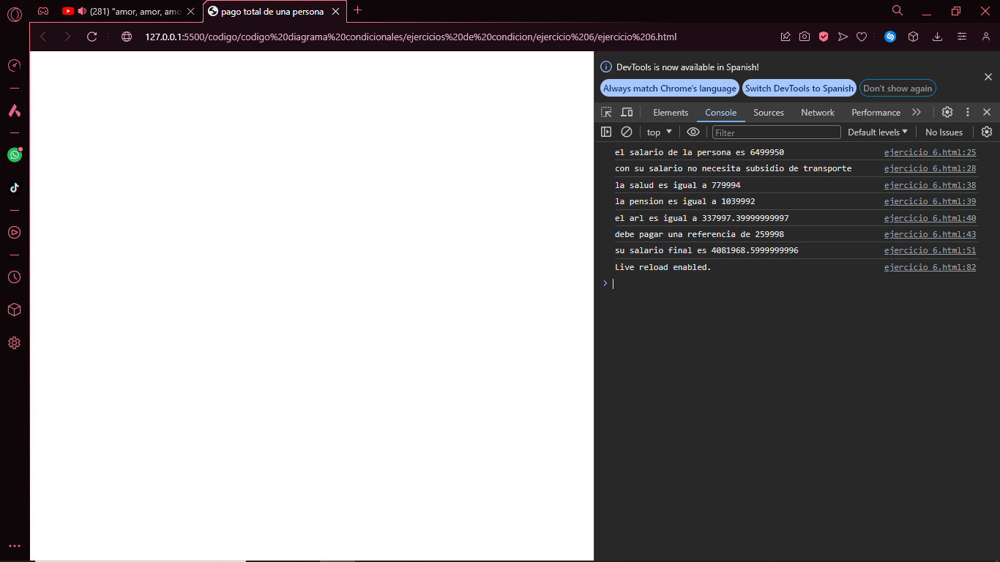 (281) "amor, amor, amo
pago total de una persona
127.0.0.1:5500/codigo/codigo%20diagrama%20condicionales/ejercicios%20de%20condicion/ejercicio%206/ejercicio%206.html
DevTools is now available in Spanish!
Always match Chrome's language Switch DevTools to Spanish Don't show again
Elements Console Sources Network Performance
top Filter Default levels No Issues
el salario de la persona es 6499950 ejercicio 6.html:25
con su salario no necesita subsidio de transporte ejercicio 6.html:28
la salud es igual a 779994 ejercicio 6.html:38
la pension es igual a 1039992 ejercicio 6.html:39
el arl es igual a 337997.39999999997 ejercicio 6.html:40
debe pagar una referencia de 259998 ejercicio 6.html:43
su salario final es 4081968.5999999996 ejercicio 6.html:51
Live reload enabled. ejercicio 6.html:82